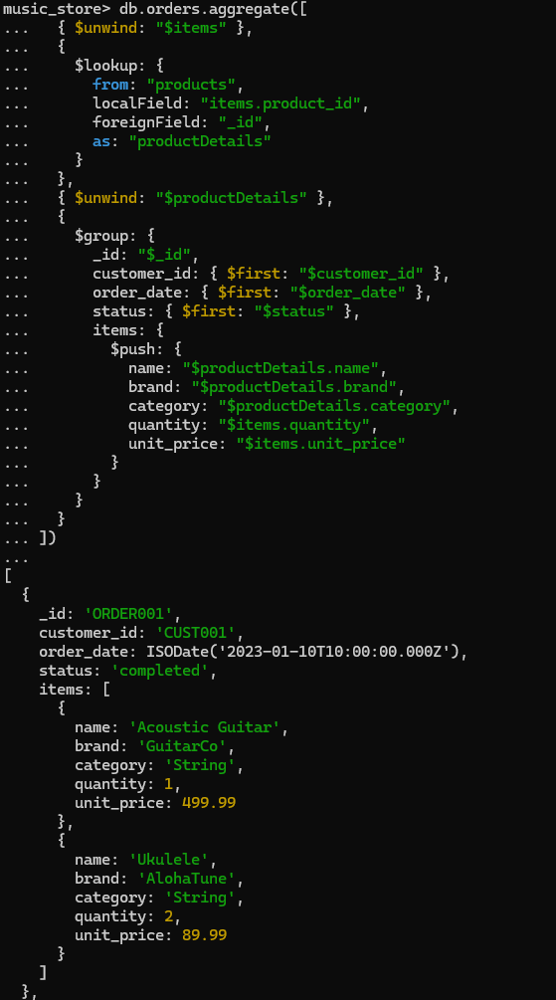 music_store> db.orders.aggregate([
...   { $unwind: "$items" },
...   {
...     $lookup: {
...       from: "products",
...       localField: "items.product_id",
...       foreignField: "_id",
...       as: "productDetails"
...     }
...   },
...   { $unwind: "$productDetails" },
...   {
...     $group: {
...       _id: "$_id",
...       customer_id: { $first: "$customer_id" },
...       order_date: { $first: "$order_date" },
...       status: { $first: "$status" },
...       items: {
...         $push: {
...           name: "$productDetails.name",
...           brand: "$productDetails.brand",
...           category: "$productDetails.category",
...           quantity: "$items.quantity",
...           unit_price: "$items.unit_price"
...         }
...       }
...     }
...   }
... ])
...
[
  {
    _id: 'ORDER001',
    customer_id: 'CUST001',
    order_date: ISODate('2023-01-10T10:00:00.000Z'),
    status: 'completed',
    items: [
      {
        name: 'Acoustic Guitar',
        brand: 'GuitarCo',
        category: 'String',
        quantity: 1,
        unit_price: 499.99
      },
      {
        name: 'Ukulele',
        brand: 'AlohaTune',
        category: 'String',
        quantity: 2,
        unit_price: 89.99
      }
    ]
  },